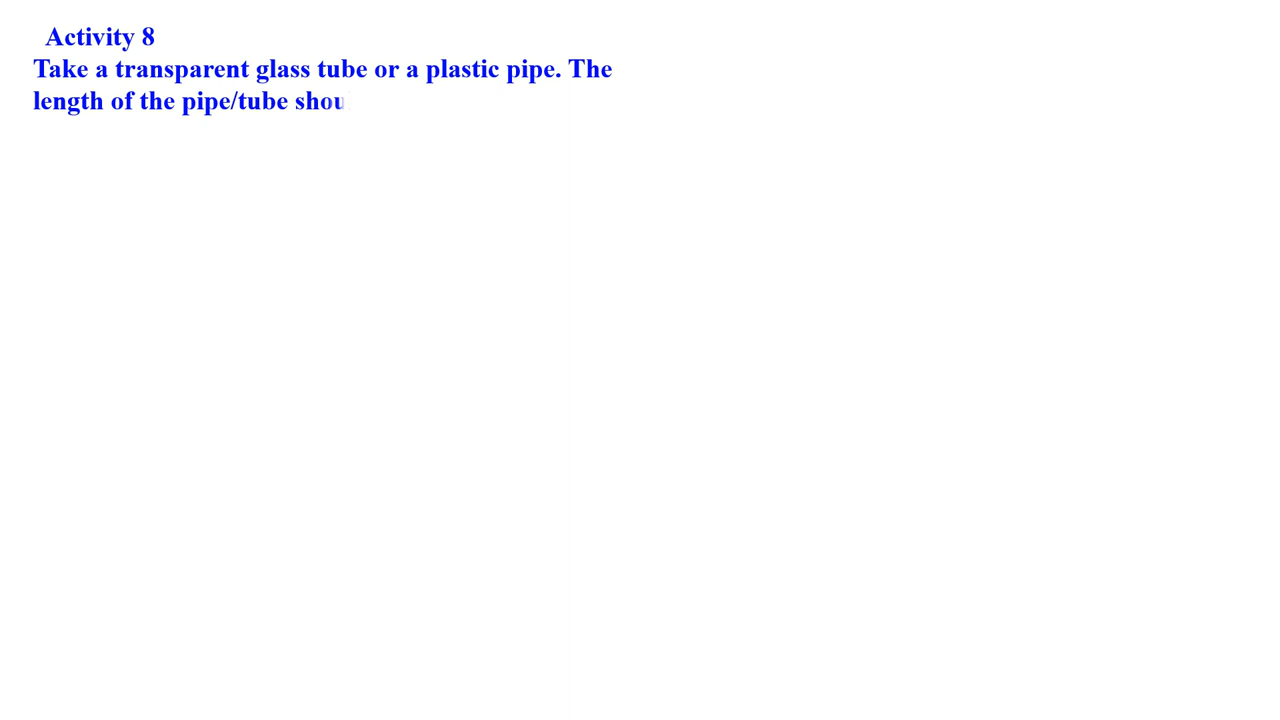 Activity 8
Take a transparent glass tube or a plastic pipe. The
length of the pipe/tube shou